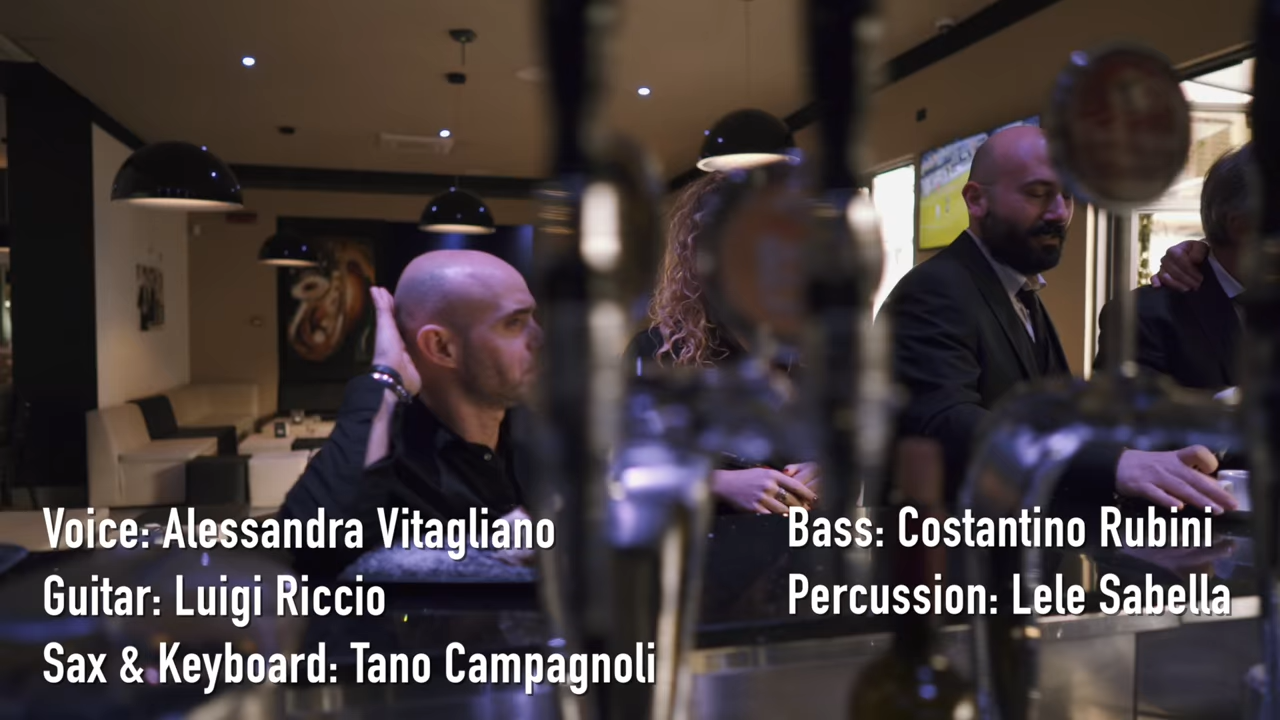 Voice: Alessandra Vitagliano
Guitar: Luigi Riccio
Sax & Keyboard: Tano Campagnoli
Bass: Costantino Rubini
Percussion: Lele Sabella